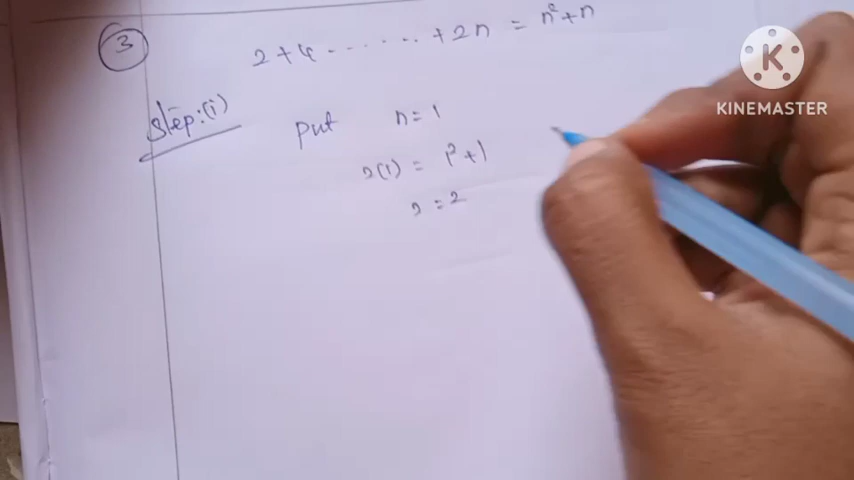 3 2+4 ....... +2n = n²+n
Step:(i) put n=1
2(1) = 1²+1
2 = 2
K
KINEMASTER